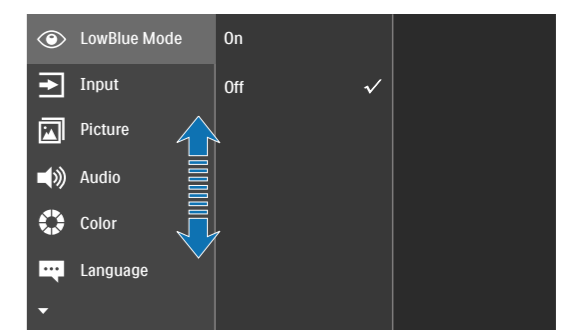 LowBlue Mode
On
Input
Off
Picture
Audio
Color
Language